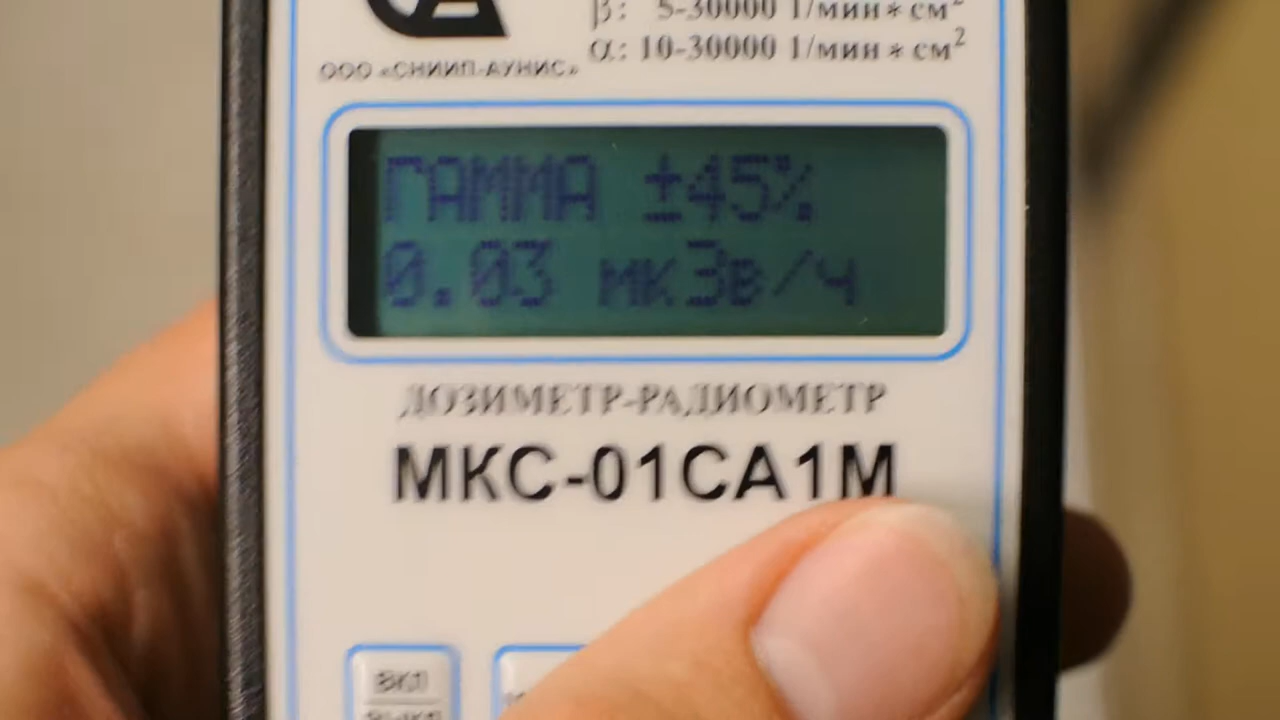 β: 5-30000 1/мин*см²
α: 10-30000 1/мин*см²
ООО «СНИИП-АУНИС»
ГАММА ±45%
0.03 мкЗв/ч
ДОЗИМЕТР-РАДИОМЕТР
МКС-01СА1М
ВКЛ
ВЫКЛ